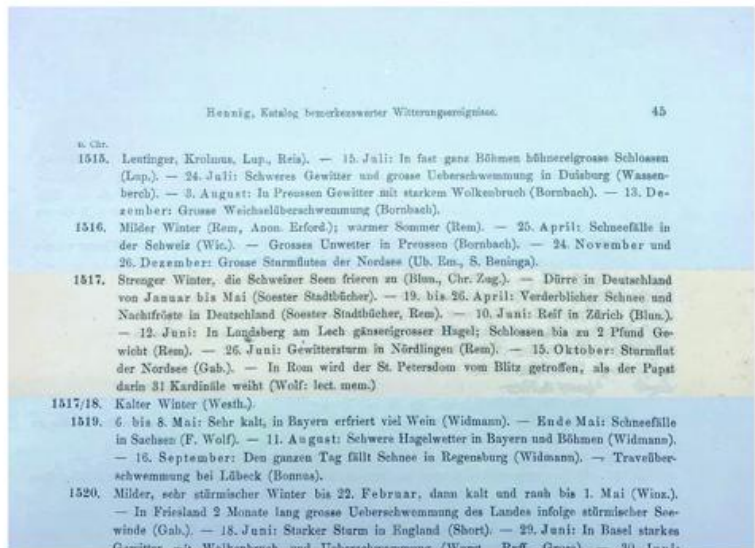 Hennig, Katalog bemerkenswerter Witterungsereignisse. 45
n. Chr.
1515. Leutinger, Krolmus, Lup., Reis). — 15. Juli: In fast ganz Böhmen hühnereigrosse Schlossen
(Lup.). — 24. Juli: Schweres Gewitter und grosse Ueberschwemmung in Duisburg (Wassen-
berch). — 3. August: In Preussen Gewitter mit starkem Wolkenbruch (Bornbach). — 13. De-
zember: Grosse Weichselüberschwemmung (Bornbach).
1516. Milder Winter (Rem, Anon. Erford.); warmer Sommer (Rem). — 25. April: Schneefälle in
der Schweiz (Wic.). — Grosses Unwetter in Preussen (Bornbach). — 24. November und
26. Dezember: Grosse Sturmfluten der Nordsee (Ub. Em., S. Beninga).
1517. Strenger Winter, die Schweizer Seen frieren zu (Blun., Chr. Zug.). — Dürre in Deutschland
von Januar bis Mai (Soester Stadtbücher). — 19. bis 26. April: Verderblicher Schnee und
Nachtfröste in Deutschland (Soester Stadtbücher, Rem). — 10. Juni: Reif in Zürich (Blun.).
— 12. Juni: In Landsberg am Lech gänseeigrosser Hagel; Schlossen bis zu 2 Pfund Ge-
wicht (Rem). — 26. Juni: Gewittersturm in Nördlingen (Rem). — 15. Oktober: Sturmflut
der Nordsee (Gab.). — In Rom wird der St. Petersdom vom Blitz getroffen, als der Papst
darin 31 Kardinäle weiht (Wolf: lect. mem.)
1517/18. Kalter Winter (Westh.).
1519. 6 bis 8. Mai: Sehr kalt, in Bayern erfriert viel Wein (Widmann). — Ende Mai: Schneefälle
in Sachsen (F. Wolf). — 11. August: Schwere Hagelwetter in Bayern und Böhmen (Widmann).
— 16. September: Den ganzen Tag fällt Schnee in Regensburg (Widmann). — Traveüber-
schwemmung bei Lübeck (Bonnus).
1520. Milder, sehr stürmischer Winter bis 22. Februar, dann kalt und rauh bis 1. Mai (Winz.).
— In Friesland 2 Monate lang grosse Ueberschwemmung des Landes infolge stürmischer See-
winde (Gab.). — 18. Juni: Starker Sturm in England (Short). — 29. Juni: In Basel starkes
Gewitter mit Wolkenbruch und Ueberschwemmung